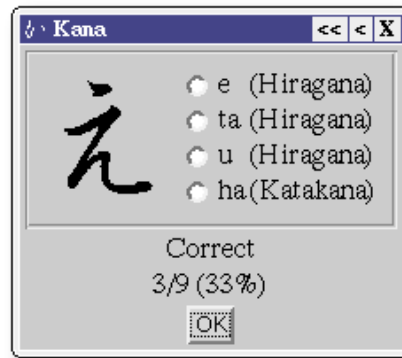 Kana
<< < X
え
e (Hiragana)
ta (Hiragana)
u (Hiragana)
ha(Katakana)
Correct
3/9 (33%)
OK